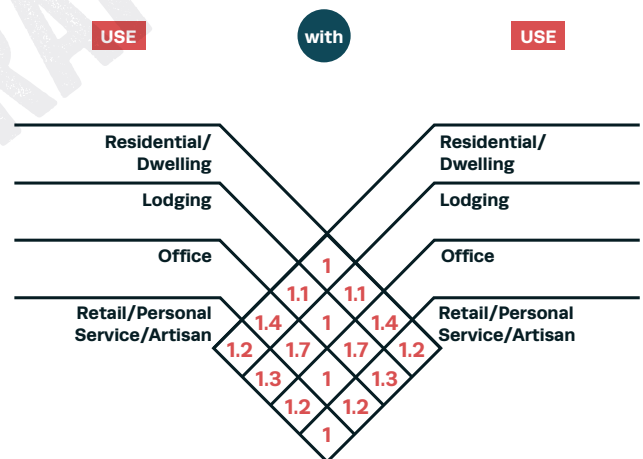 USE with USE
Residential/ Residential/
Dwelling Dwelling
Lodging Lodging
Office Office
Retail/Personal Retail/Personal
Service/Artisan Service/Artisan
1
1.1 1.1
1.4 1 1.4
1.2 1.7 1.7 1.2
1.3 1 1.3
1.2 1.2
1